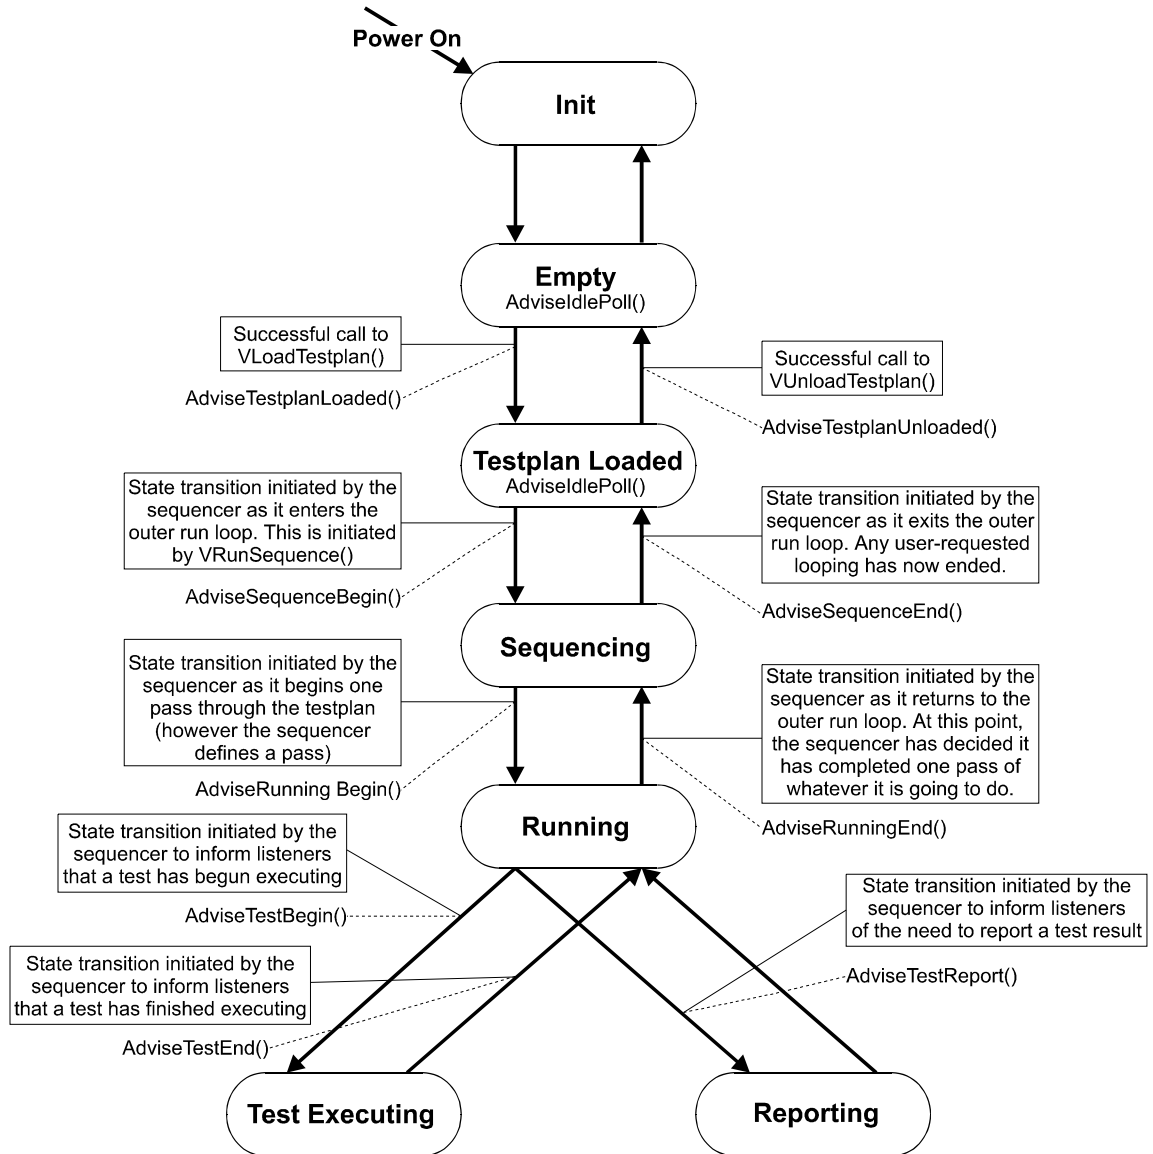 Power On
Init
Empty
AdviseIdlePoll()
Successful call to
VLoadTestplan()
AdviseTestplanLoaded()
Successful call to
VUnloadTestplan()
AdviseTestplanUnloaded()
Testplan Loaded
AdviseIdlePoll()
State transition initiated by the
sequencer as it enters the
outer run loop. This is initiated
by VRunSequence()
AdviseSequenceBegin()
State transition initiated by the
sequencer as it exits the outer
run loop. Any user-requested
looping has now ended.
AdviseSequenceEnd()
Sequencing
State transition initiated by the
sequencer as it begins one
pass through the testplan
(however the sequencer
defines a pass)
AdviseRunning Begin()
State transition initiated by the
sequencer as it returns to the
outer run loop. At this point,
the sequencer has decided it
has completed one pass of
whatever it is going to do.
AdviseRunningEnd()
Running
State transition initiated by the
sequencer to inform listeners
that a test has begun executing
AdviseTestBegin()
State transition initiated by the
sequencer to inform listeners
that a test has finished executing
AdviseTestEnd()
State transition initiated by the
sequencer to inform listeners
of the need to report a test result
AdviseTestReport()
Test Executing
Reporting